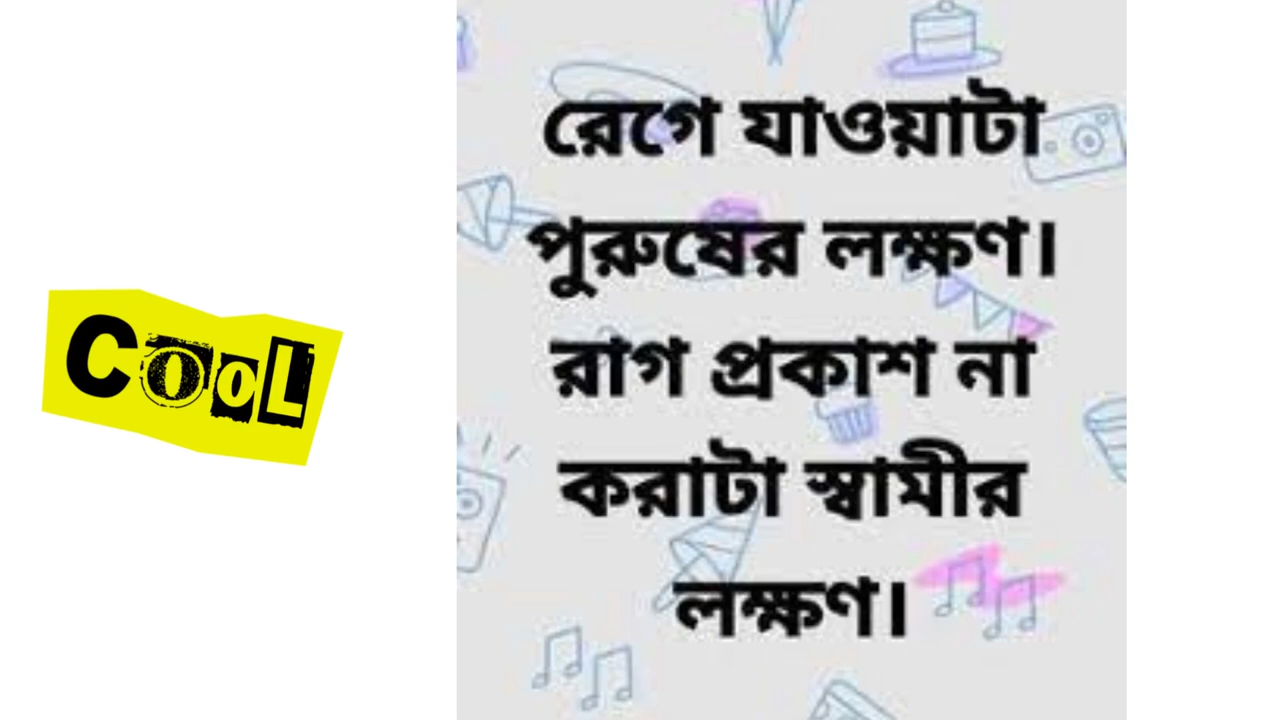 COOL
রেগে যাওয়াটা
পুরুষের লক্ষণ।
রাগ প্রকাশ না
করাটা স্বামীর
লক্ষণ।